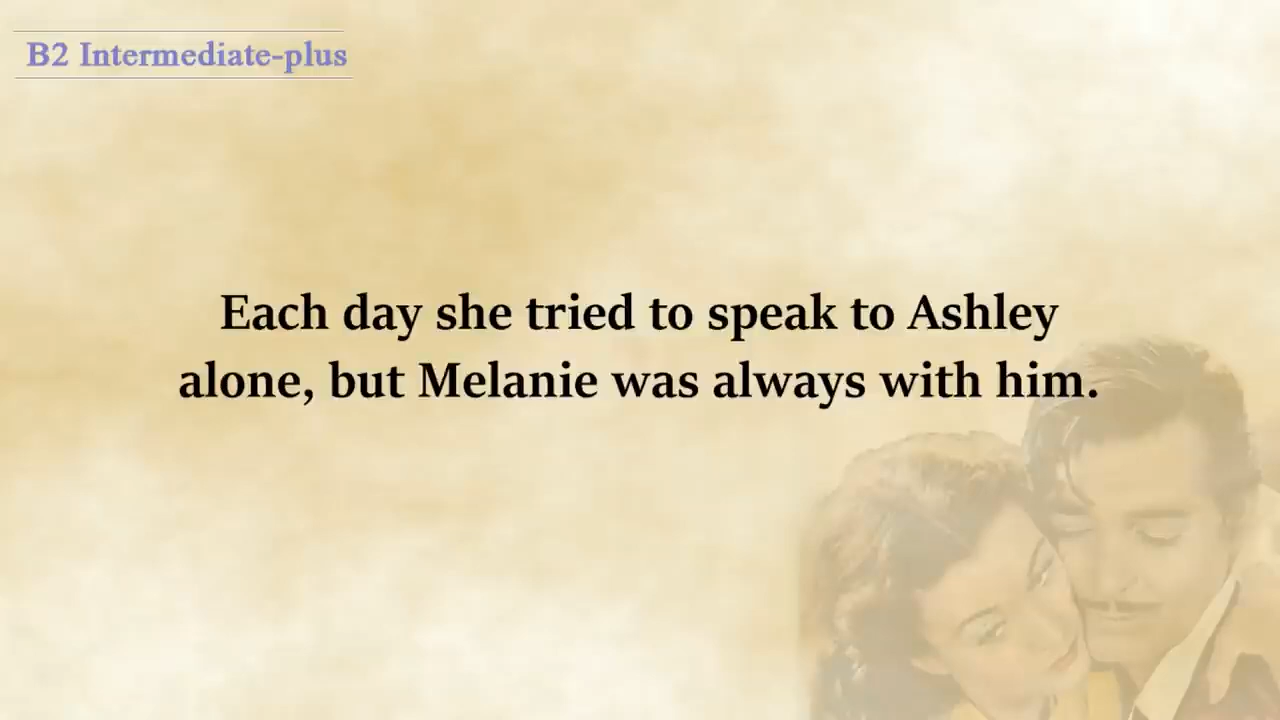 B2 Intermediate-plus
Each day she tried to speak to Ashley
alone, but Melanie was always with him.